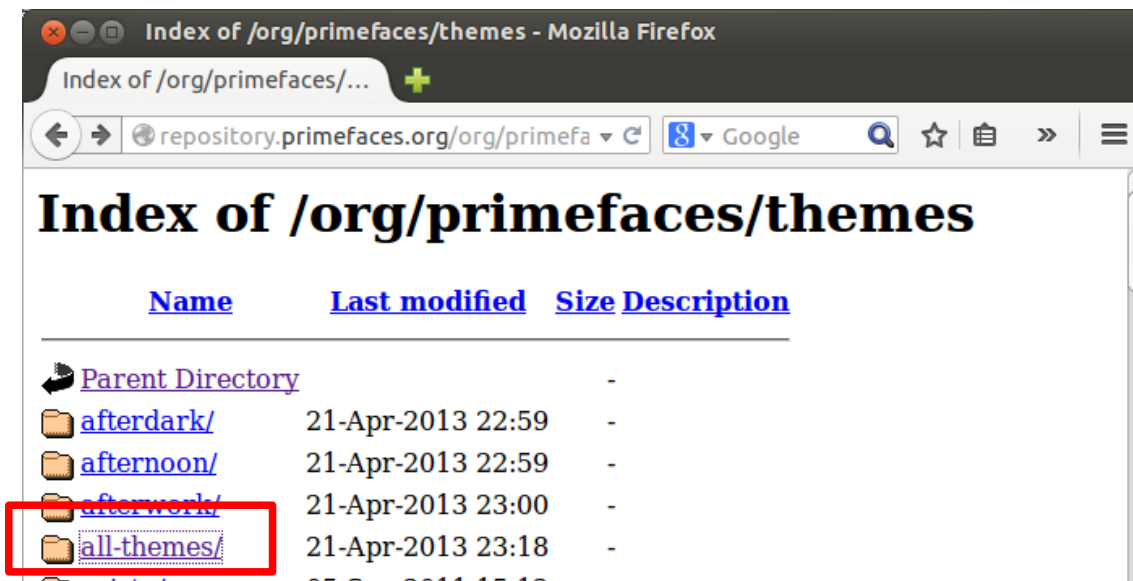 Index of /org/primefaces/themes - Mozilla Firefox
Index of /org/primefaces/...
repository.primefaces.org/org/primefa
8 Google
Index of /org/primefaces/themes
Name Last modified Size Description
Parent Directory -
afterdark/ 21-Apr-2013 22:59 -
afternoon/ 21-Apr-2013 22:59 -
afterwork/ 21-Apr-2013 23:00 -
all-themes/ 21-Apr-2013 23:18 -